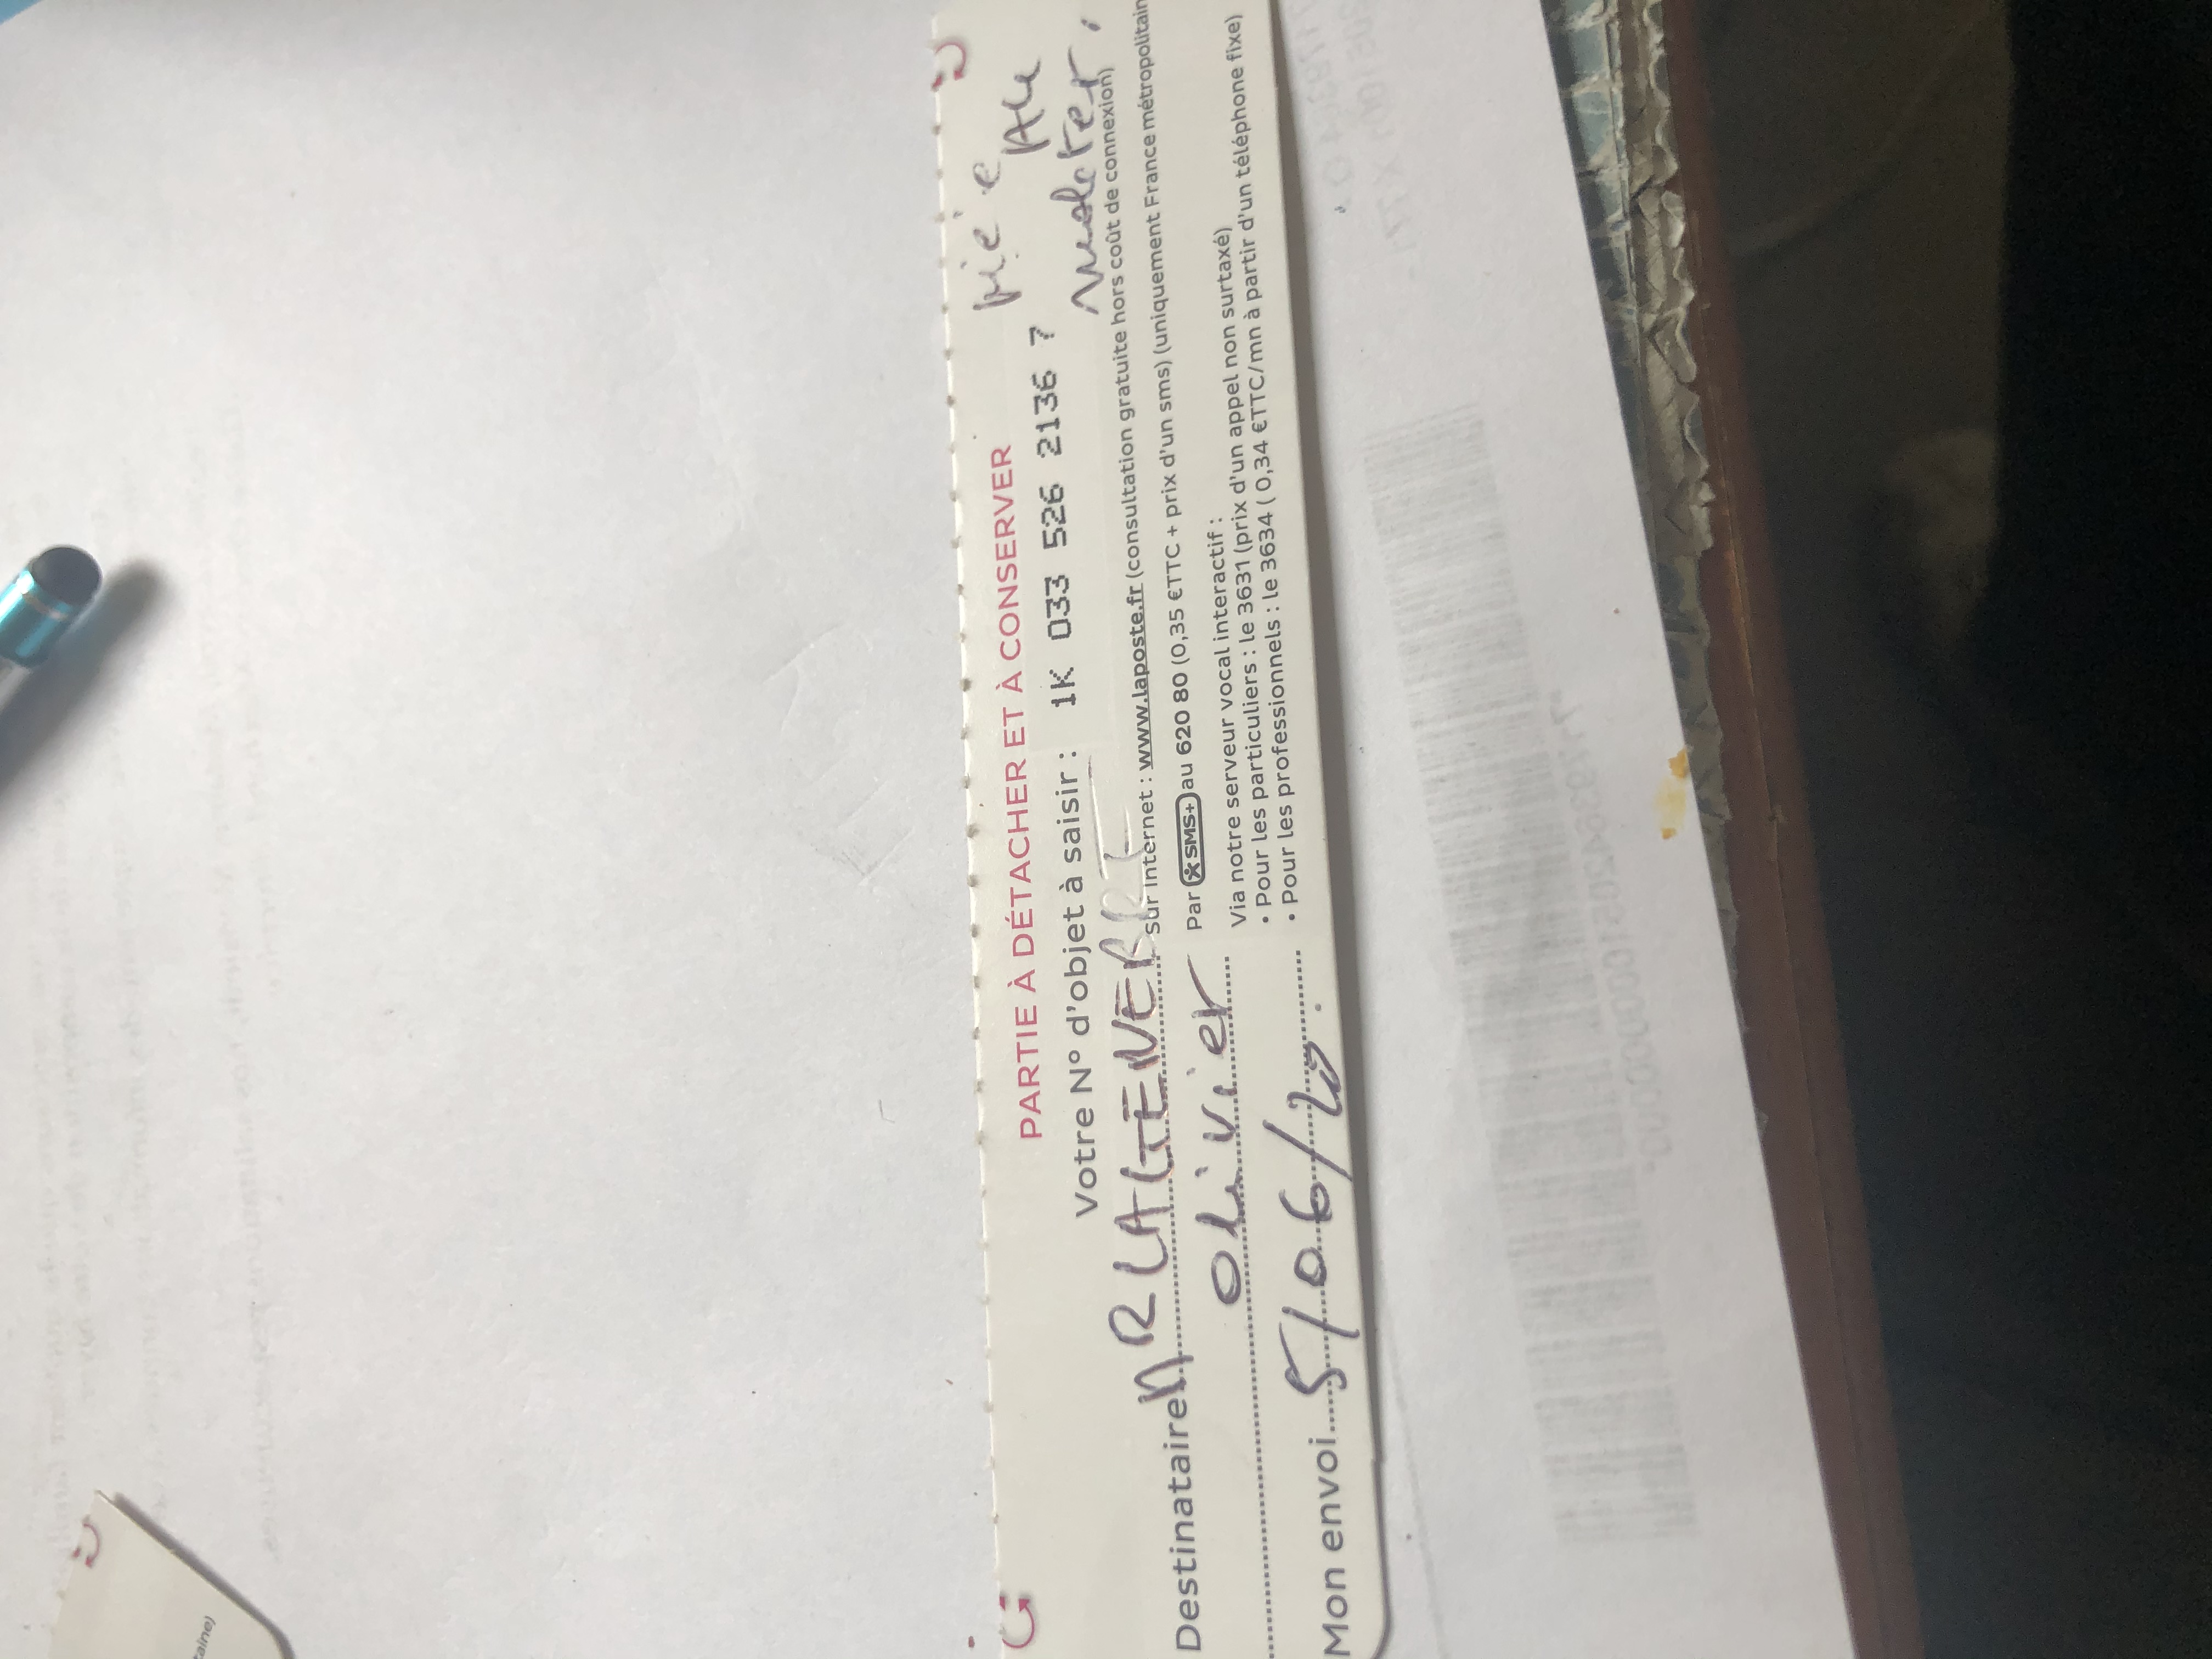 PARTIE À DÉTACHER ET À CONSERVER
Votre N° d'objet à saisir : 1K 033 526 2136 7
Destinataire MR LAGENEBRE
Olivier
Mon envoi 5/06/20.
sur internet : www.laposte.fr (consultation gratuite hors coût de connexion)
Par SMS+ au 620 80 (0,35 €TTC + prix d'un sms) (uniquement France métropolitain
Via notre serveur vocal interactif :
• Pour les particuliers : le 3631 (prix d'un appel non surtaxé)
• Pour les professionnels : le 3634 ( 0,34 €TTC/mn à partir d'un téléphone fixe)
taine)